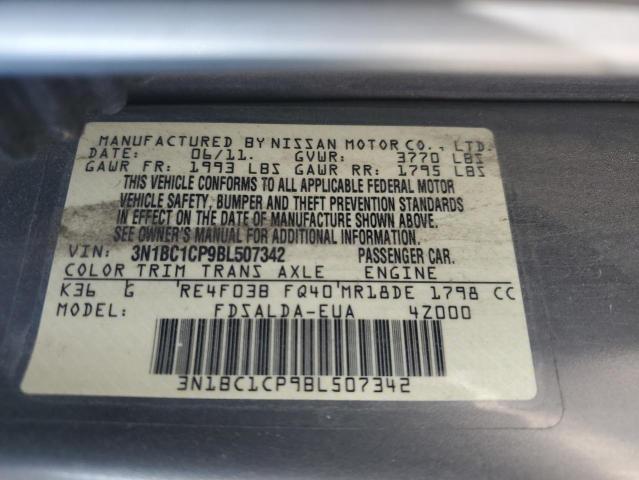 MANUFACTURED BY NISSAN MOTOR CO., LTD.
DATE: 06/11. GVWR: 3770 LBS
GAWR FR: 1993 LBS GAWR RR: 1795 LBS
THIS VEHICLE CONFORMS TO ALL APPLICABLE FEDERAL MOTOR
VEHICLE SAFETY, BUMPER AND THEFT PREVENTION STANDARDS
IN EFFECT ON THE DATE OF MANUFACTURE SHOWN ABOVE.
SEE OWNER'S MANUAL FOR ADDITIONAL INFORMATION.
VIN: 3N1BC1CP9BL507342 PASSENGER CAR.
COLOR TRIM TRANS AXLE ENGINE
K36 G RE4F03B FQ40 MR18DE 1798 CC
MODEL: FDSALDA-EUA 4Z000
3N1BC1CP9BL507342